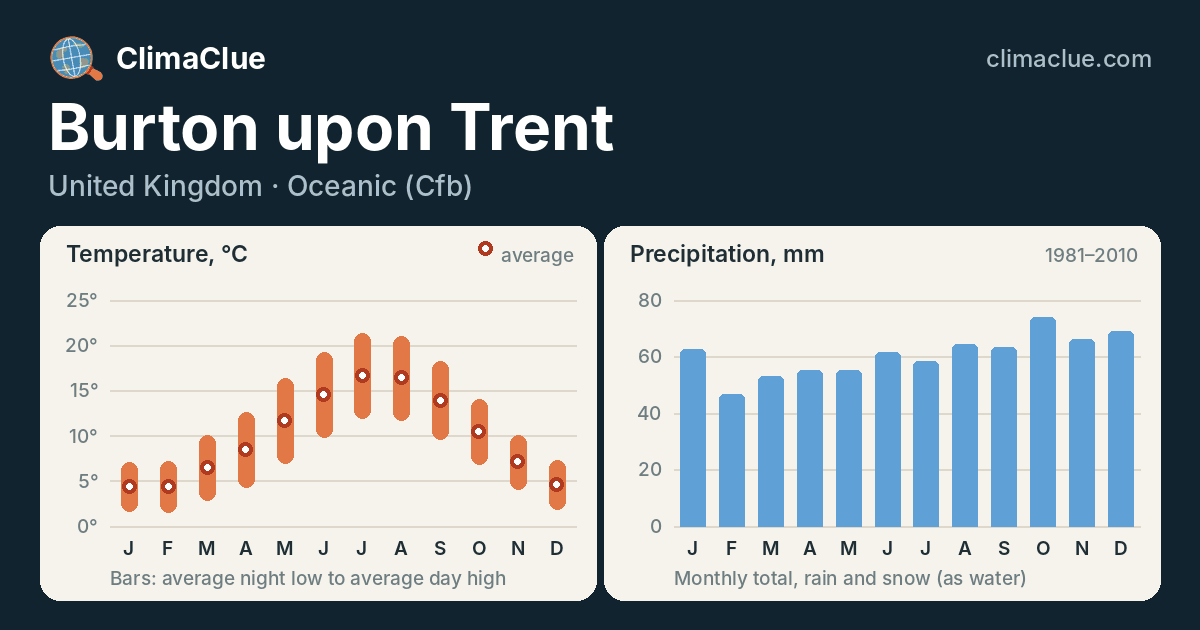 ClimaClue
climaclue.com
Burton upon Trent
United Kingdom · Oceanic (Cfb)
Temperature, °C
average
25°
20°
15°
10°
5°
0°
J F M A M J J A S O N D
Bars: average night low to average day high
Precipitation, mm
1981–2010
80
60
40
20
0
J F M A M J J A S O N D
Monthly total, rain and snow (as water)